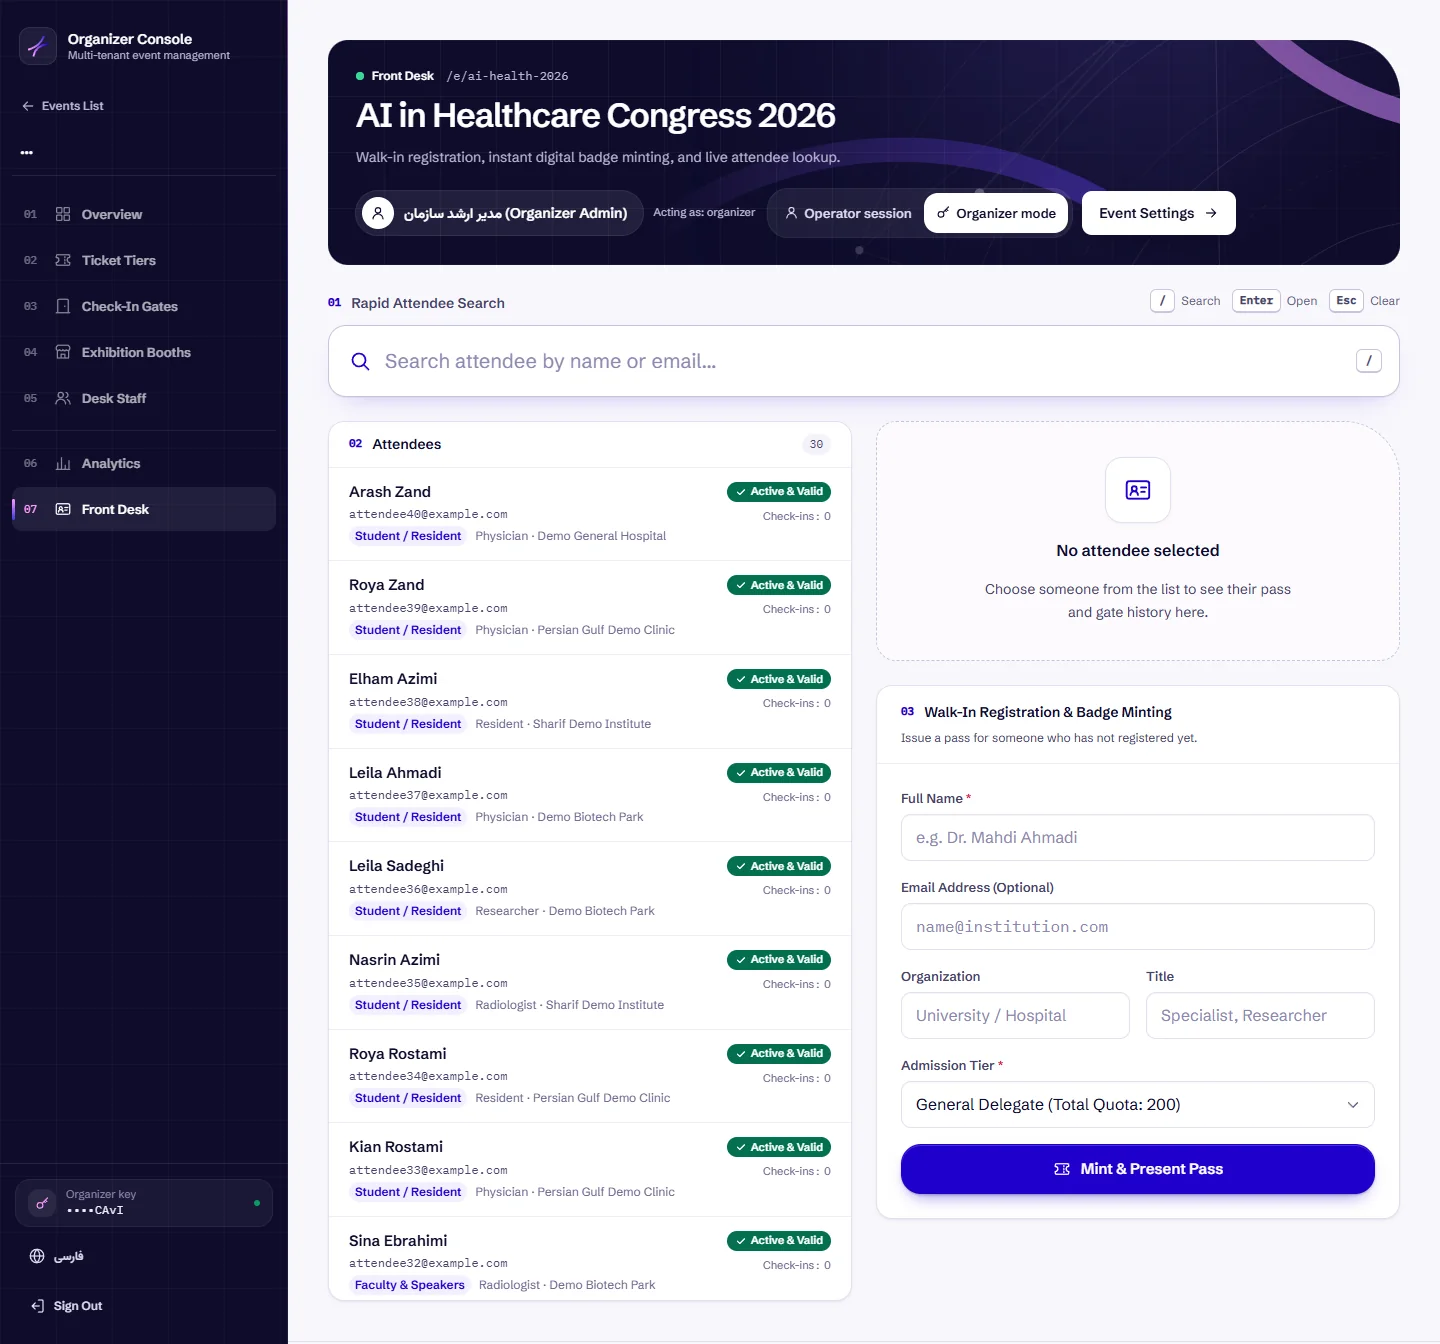 Organizer Console
Multi-tenant event management
Events List
•••
01 Overview
02 Ticket Tiers
03 Check-In Gates
04 Exhibition Booths
05 Desk Staff
06 Analytics
07 Front Desk
Organizer key
••••CAvI
فارسی
Sign Out
Front Desk /e/ai-health-2026
AI in Healthcare Congress 2026
Walk-in registration, instant digital badge minting, and live attendee lookup.
مدیر ارشد سازمان (Organizer Admin) Acting as: organizer Operator session Organizer mode Event Settings
01 Rapid Attendee Search / Search Enter Open Esc Clear
Search attendee by name or email... /
02 Attendees 30
Arash Zand Active & Valid
attendee40@example.com Check-ins: 0
Student / Resident Physician · Demo General Hospital
Roya Zand Active & Valid
attendee39@example.com Check-ins: 0
Student / Resident Physician · Persian Gulf Demo Clinic
Elham Azimi Active & Valid
attendee38@example.com Check-ins: 0
Student / Resident Resident · Sharif Demo Institute
Leila Ahmadi Active & Valid
attendee37@example.com Check-ins: 0
Student / Resident Physician · Demo Biotech Park
Leila Sadeghi Active & Valid
attendee36@example.com Check-ins: 0
Student / Resident Researcher · Demo Biotech Park
Nasrin Azimi Active & Valid
attendee35@example.com Check-ins: 0
Student / Resident Radiologist · Sharif Demo Institute
Roya Rostami Active & Valid
attendee34@example.com Check-ins: 0
Student / Resident Resident · Persian Gulf Demo Clinic
Kian Rostami Active & Valid
attendee33@example.com Check-ins: 0
Student / Resident Physician · Persian Gulf Demo Clinic
Sina Ebrahimi Active & Valid
attendee32@example.com Check-ins: 0
Faculty & Speakers Radiologist · Demo Biotech Park
No attendee selected
Choose someone from the list to see their pass
and gate history here.
03 Walk-In Registration & Badge Minting
Issue a pass for someone who has not registered yet.
Full Name *
e.g. Dr. Mahdi Ahmadi
Email Address (Optional)
name@institution.com
Organization Title
University / Hospital Specialist, Researcher
Admission Tier *
General Delegate (Total Quota: 200)
Mint & Present Pass